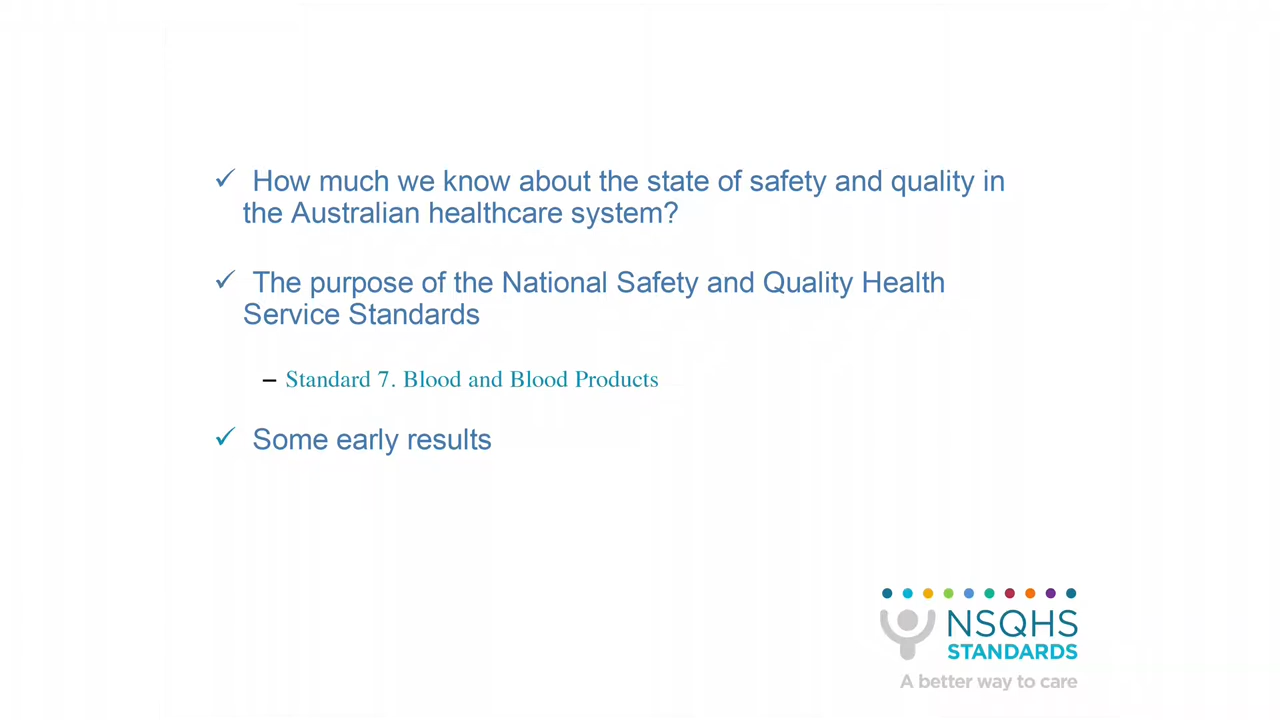 ✓ How much we know about the state of safety and quality in
the Australian healthcare system?
✓ The purpose of the National Safety and Quality Health
Service Standards
– Standard 7. Blood and Blood Products
✓ Some early results
NSQHS
STANDARDS
A better way to care